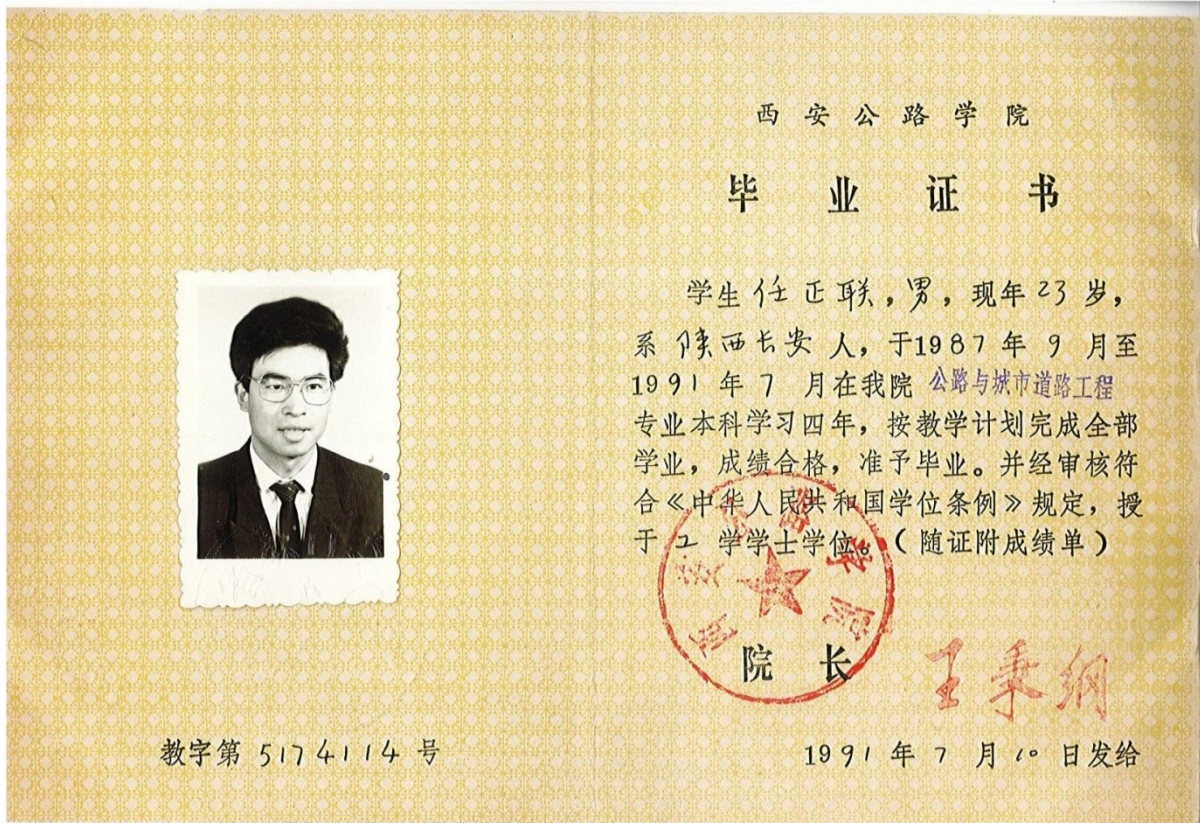 西安公路学院
毕业证书
学生任正联，男，现年23岁，
系陕西长安人，于1987年9月至
1991年7月在我院公路与城市道路工程
专业本科学习四年，按教学计划完成全部
学业，成绩合格，准予毕业。并经审核符
合《中华人民共和国学位条例》规定，授
于工学学士学位。（随证附成绩单）
西安公路学院
院长
王秉纲
教字第5174114号
1991年7月10日发给